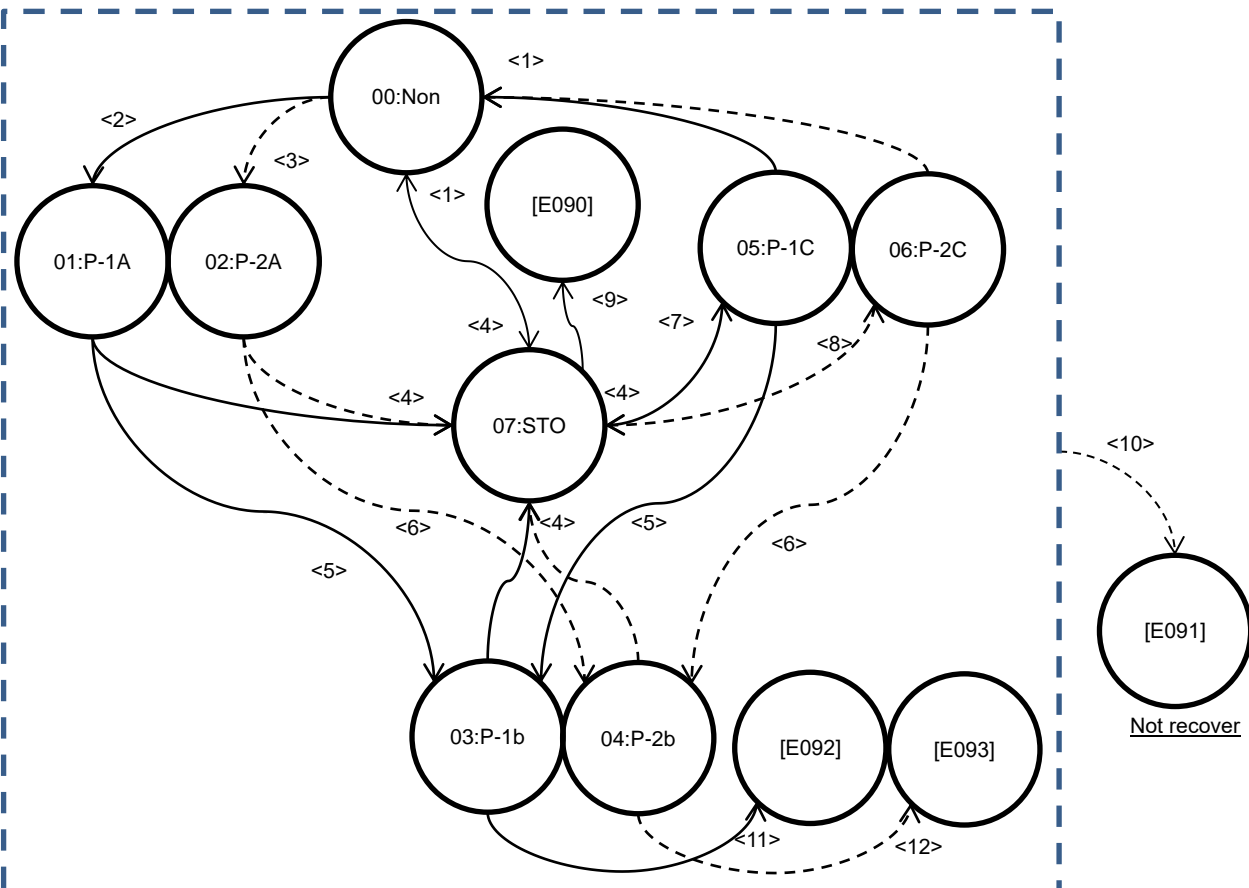 <1>
00:Non
<2>
<3>
<1>
[E090]
01:P-1A
02:P-2A
05:P-1C
06:P-2C
<9>
<7>
<4>
<8>
<4>
<4>
07:STO
<10>
<4>
<5>
<6>
<6>
<5>
[E091]
Not recover
03:P-1b
04:P-2b
[E092]
[E093]
<11>
<12>